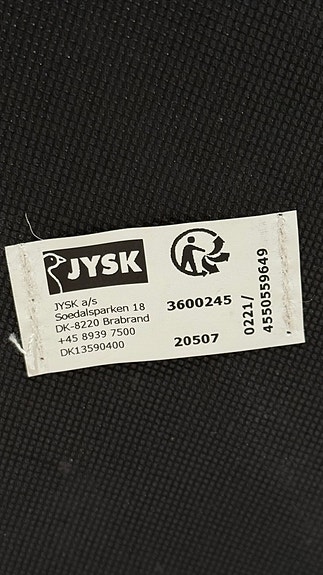 JYSK
JYSK a/s
Soedalsparken 18
DK-8220 Brabrand
+45 8939 7500
DK13590400
3600245
20507
0221/
4550559649